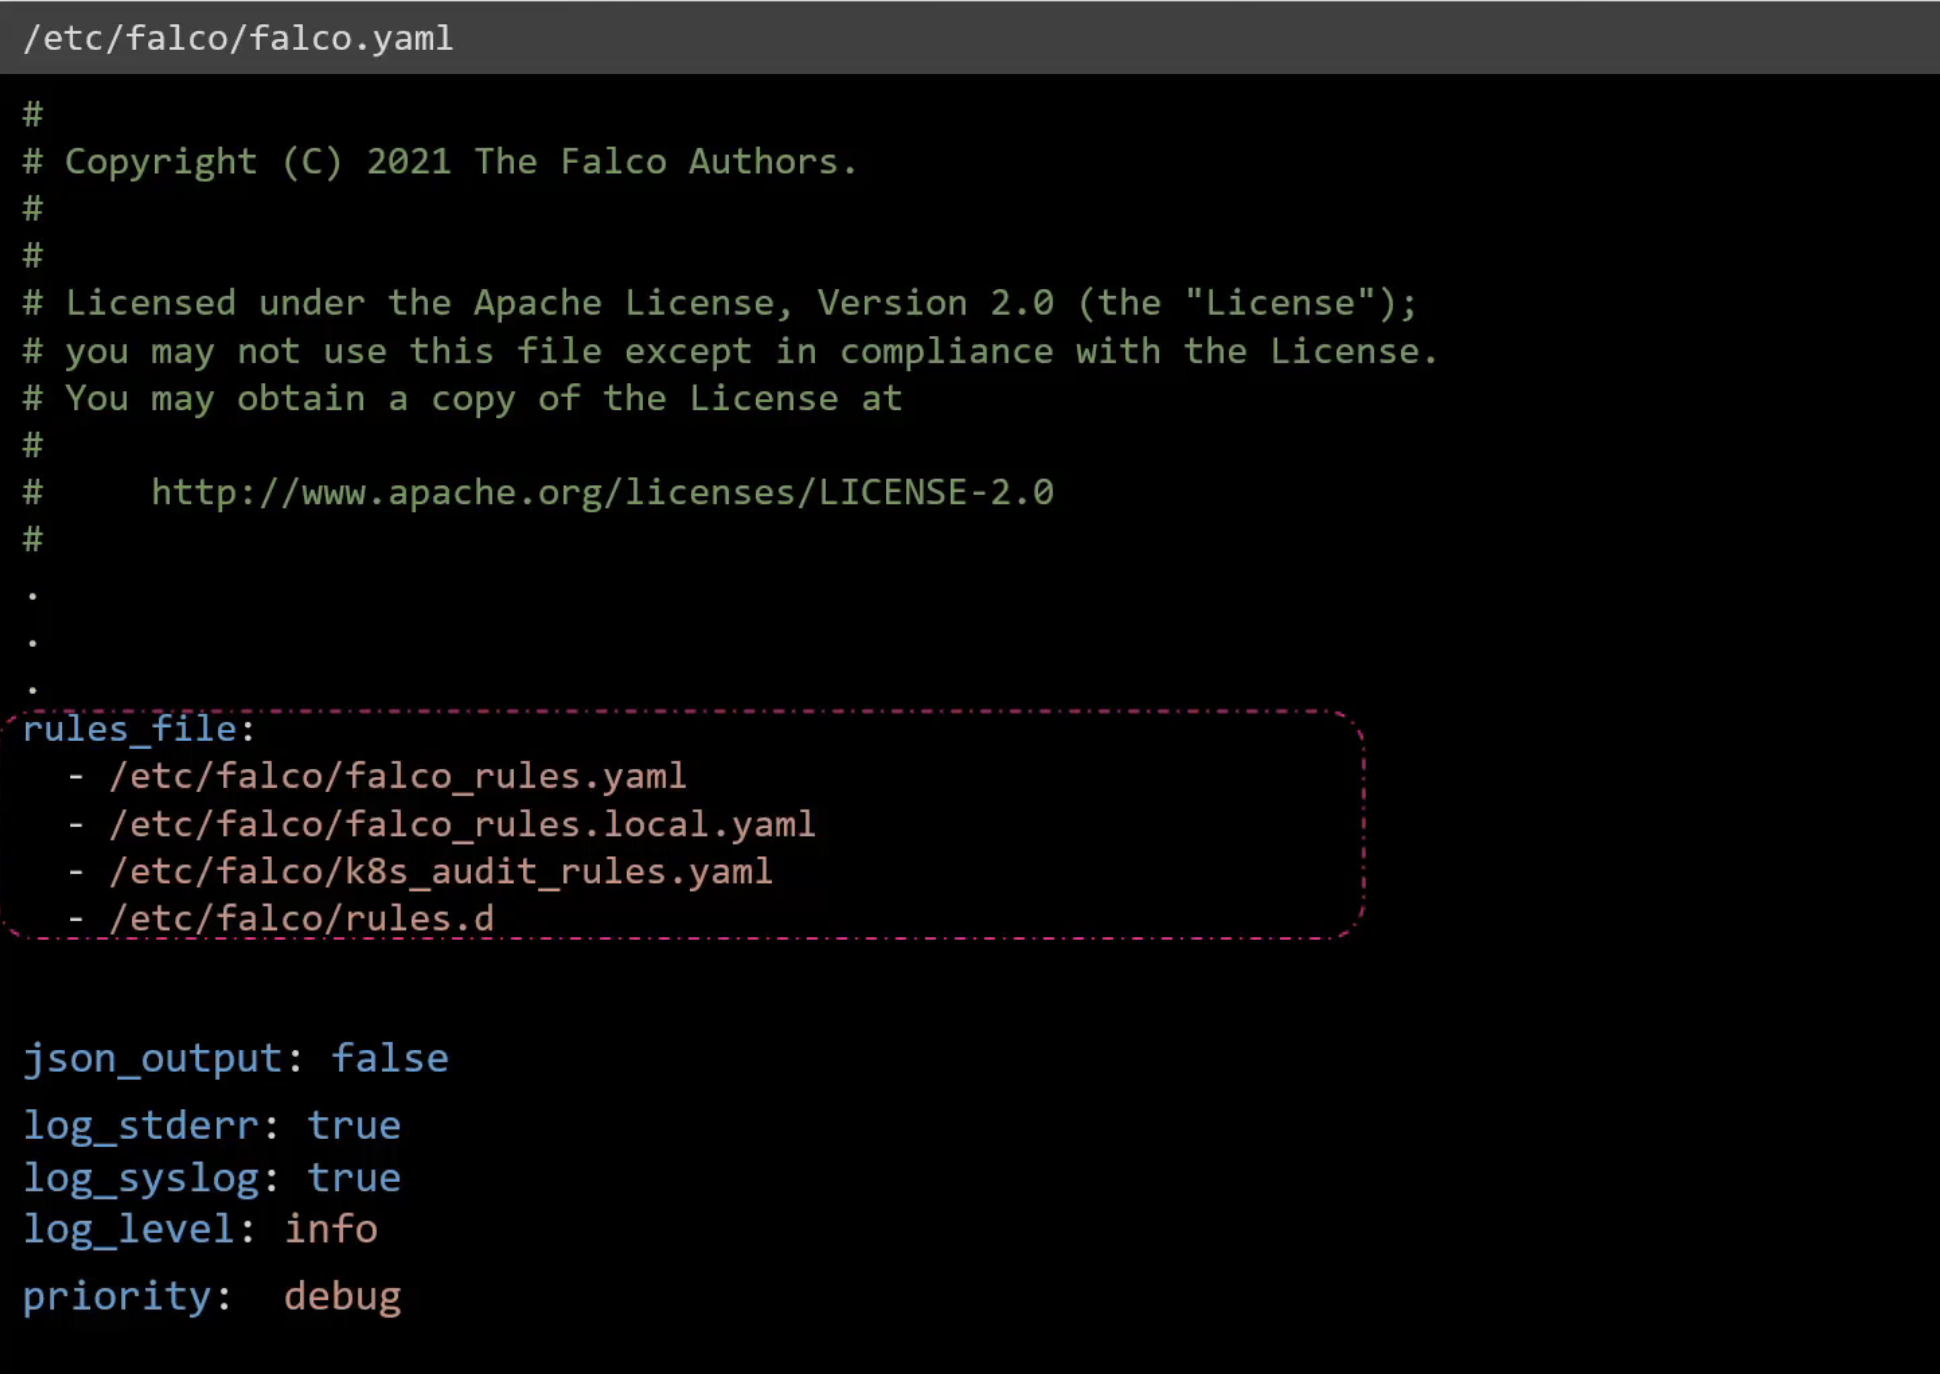 /etc/falco/falco.yaml
#
# Copyright (C) 2021 The Falco Authors.
#
#
# Licensed under the Apache License, Version 2.0 (the "License");
# you may not use this file except in compliance with the License.
# You may obtain a copy of the License at
#
#     http://www.apache.org/licenses/LICENSE-2.0
#
.
.
.
rules_file:
  - /etc/falco/falco_rules.yaml
  - /etc/falco/falco_rules.local.yaml
  - /etc/falco/k8s_audit_rules.yaml
  - /etc/falco/rules.d
json_output: false
log_stderr: true
log_syslog: true
log_level: info
priority:  debug